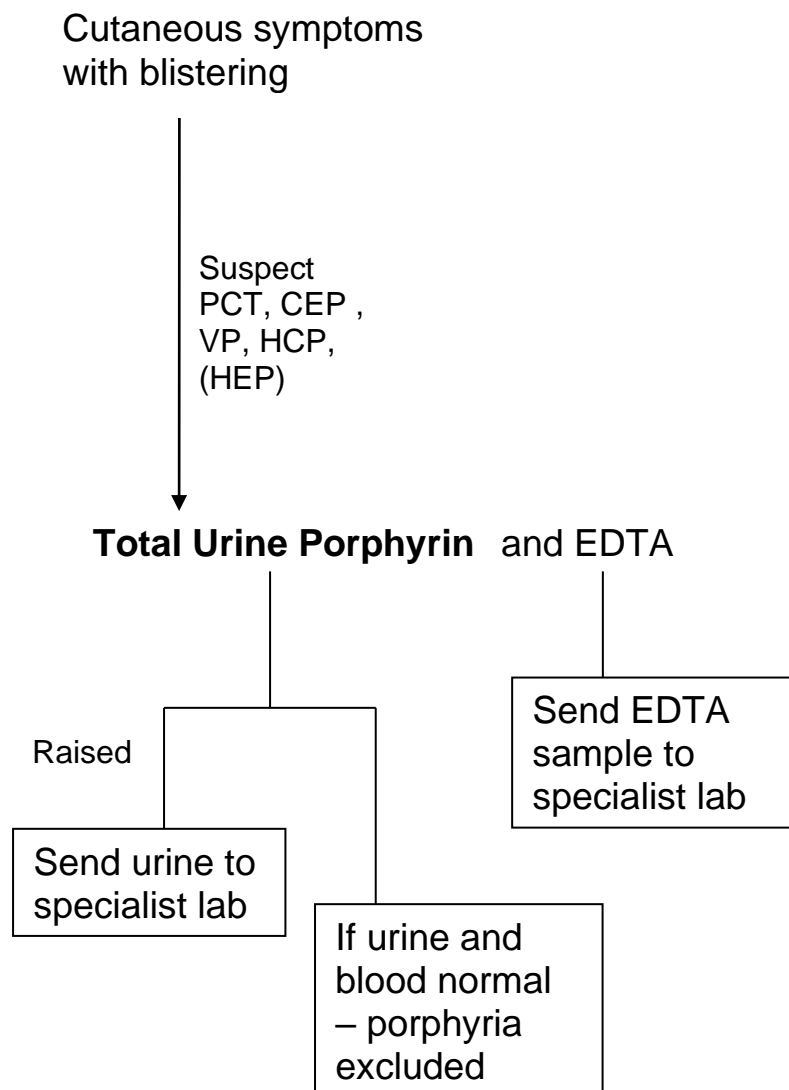 Cutaneous symptoms
with blistering
Suspect
PCT, CEP ,
VP, HCP,
(HEP)
Total Urine Porphyrin and EDTA
Raised
Send urine to
specialist lab
If urine and
blood normal
– porphyria
excluded
Send EDTA
sample to
specialist lab